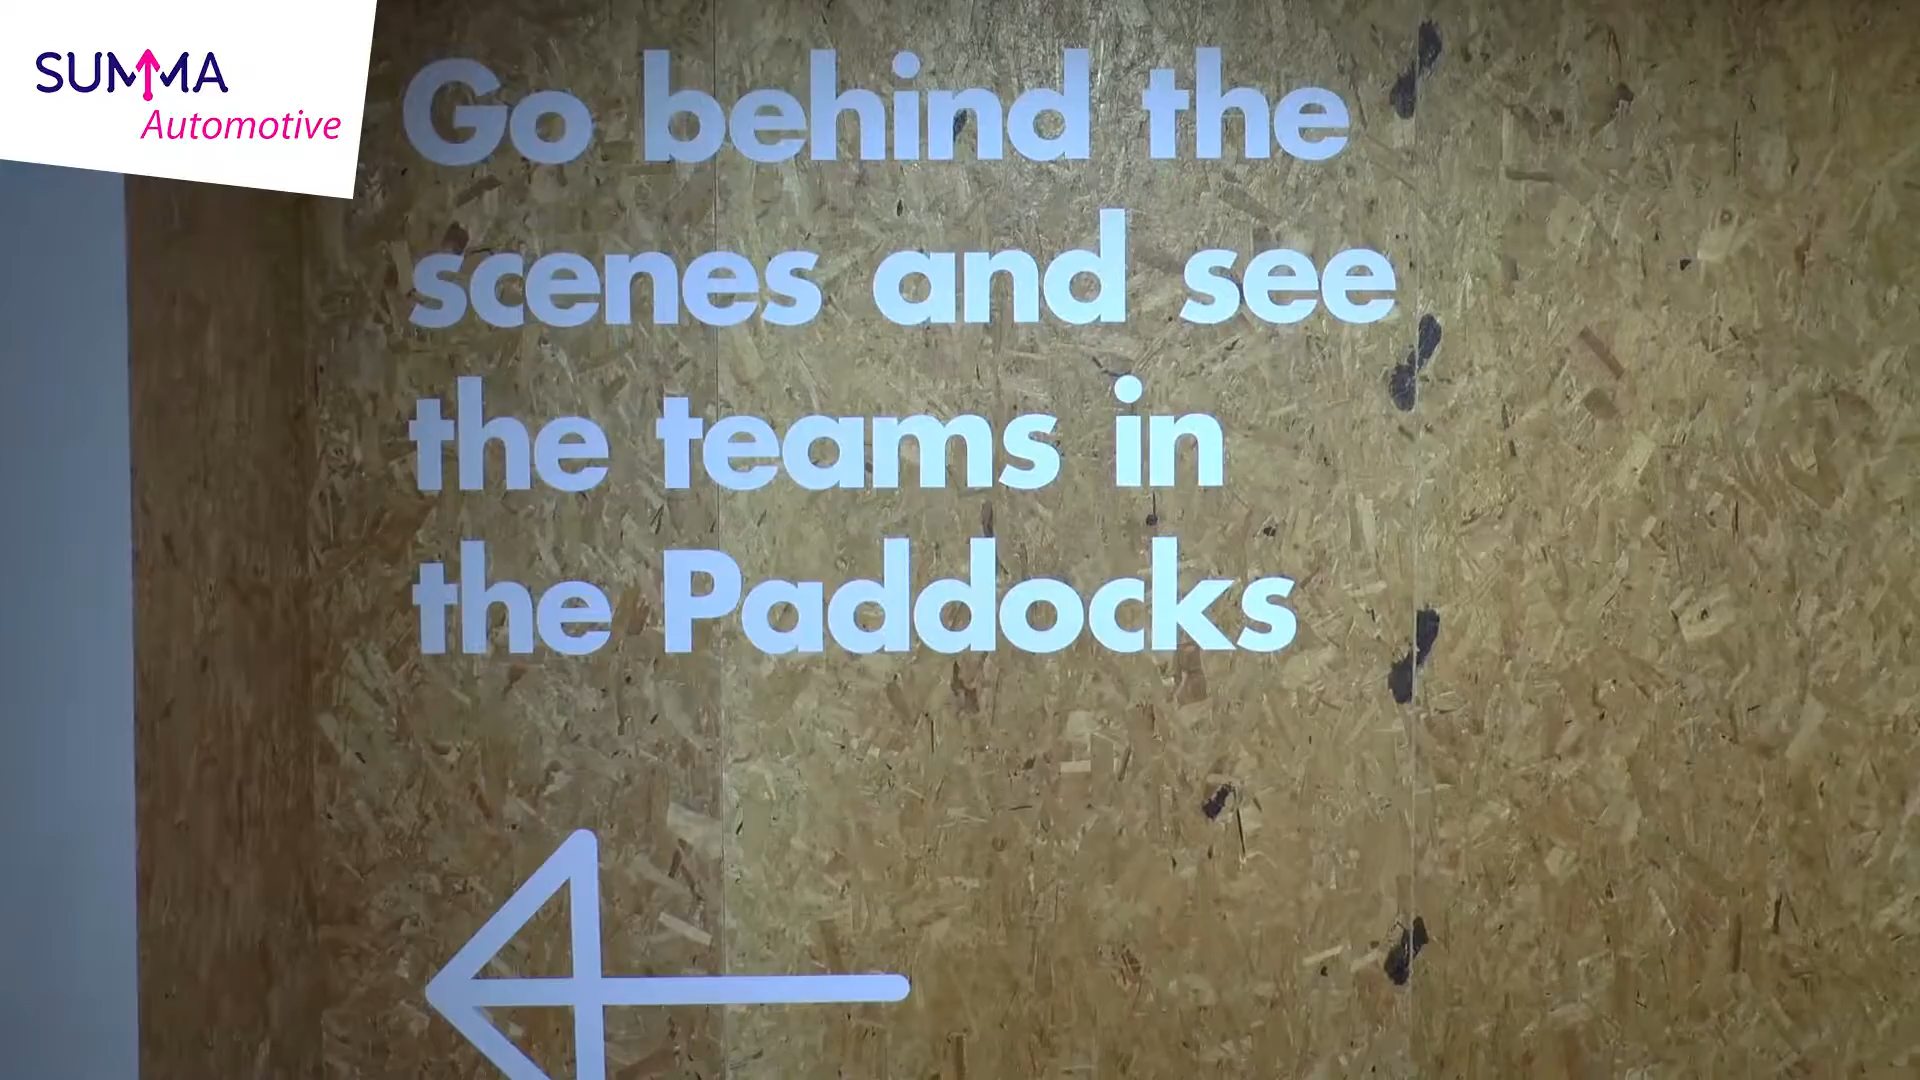 SUMMA
Automotive
Go behind the
scenes and see
the teams in
the Paddocks